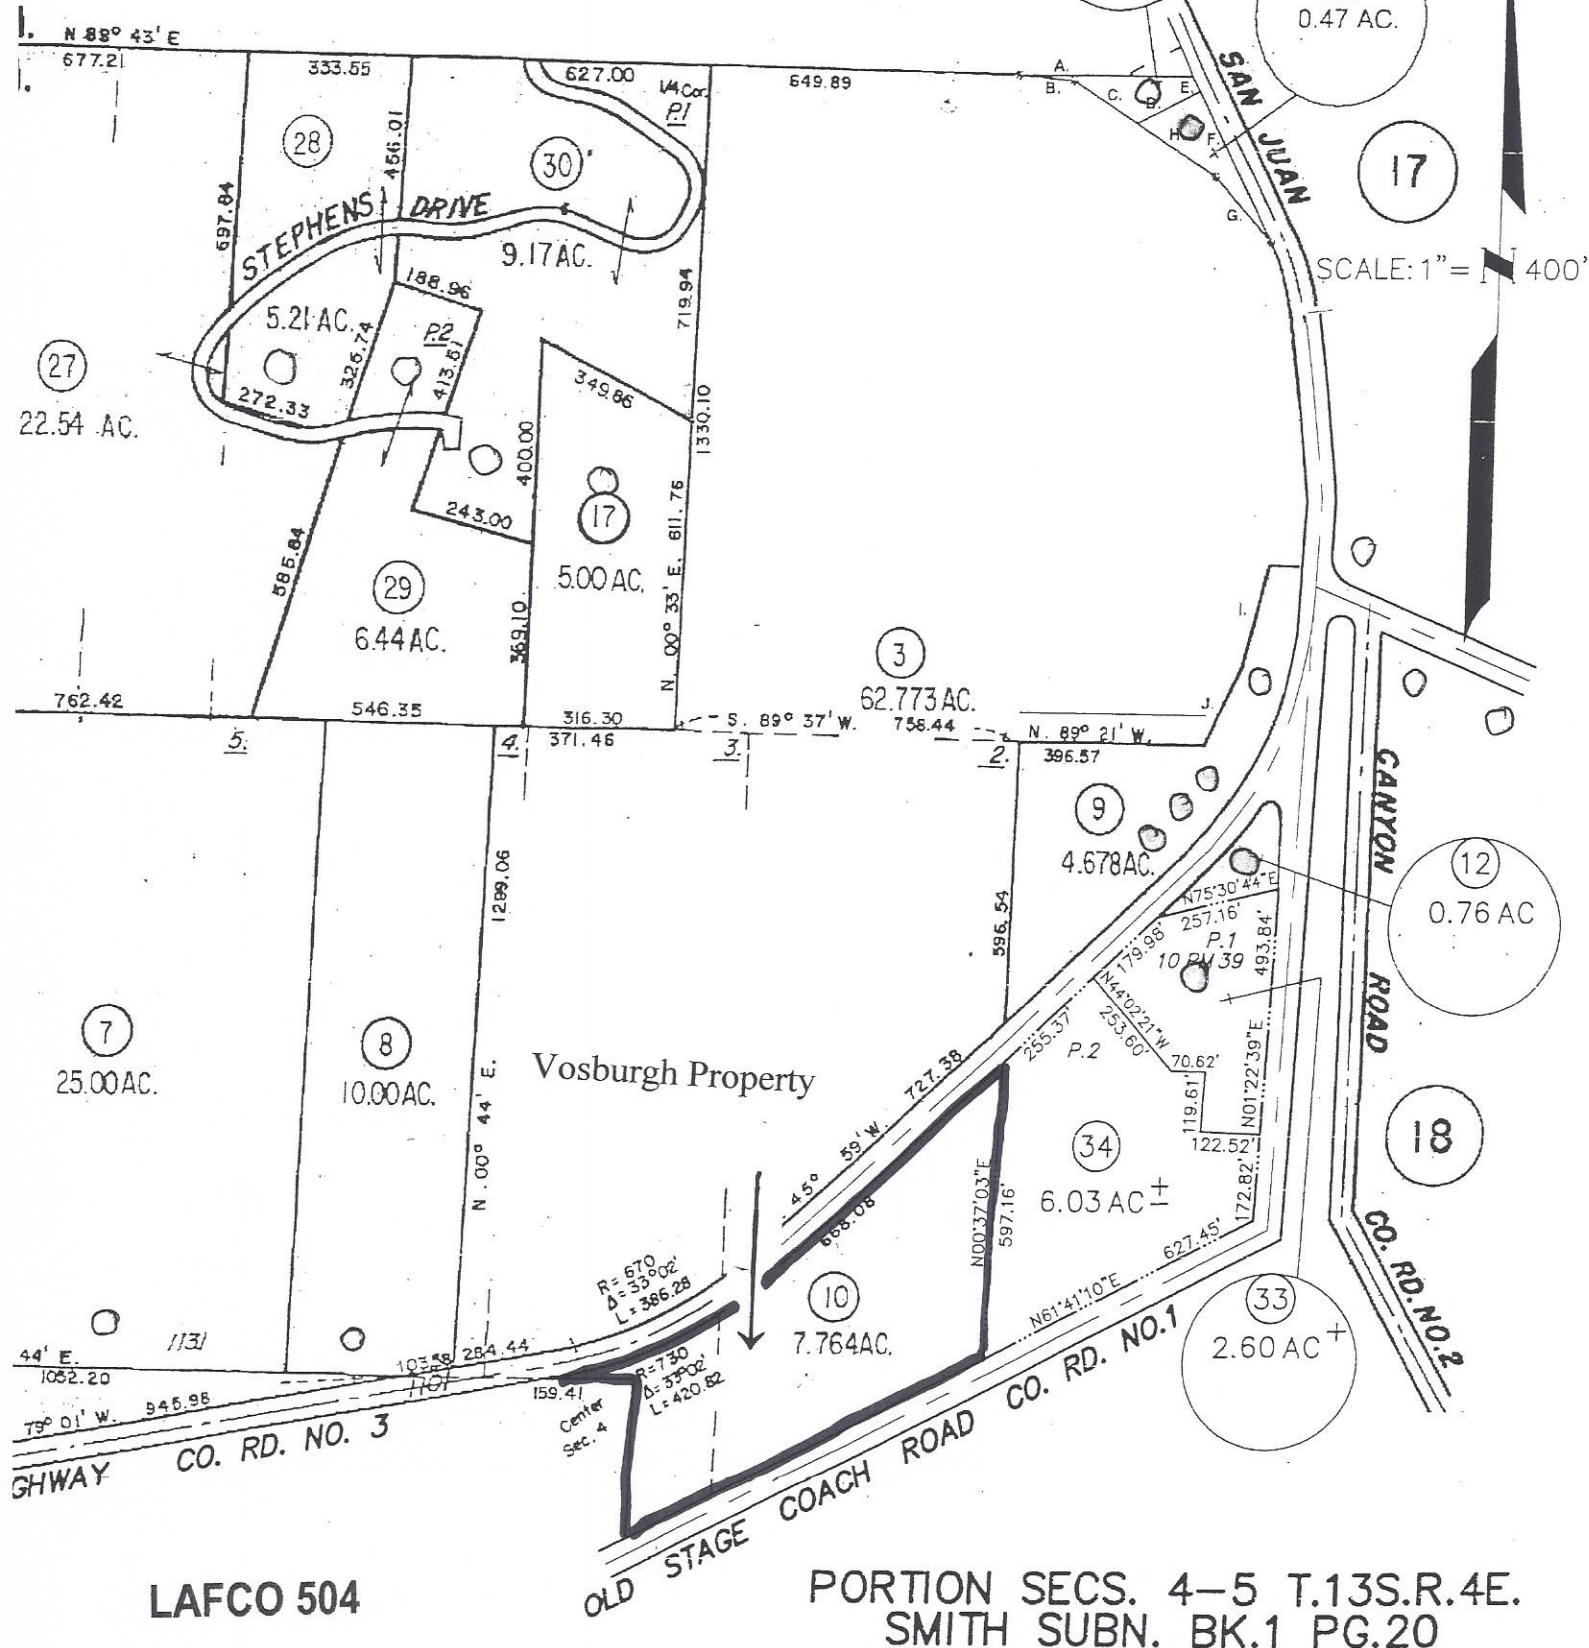 1.
N 88° 43' E
677.21
333.55
627.00
1/4 Cor.
P.1
649.89
A.
B.
C.
D.
E.
F.
G.
H.
0.47 AC.
SAN JUAN
17
SCALE: 1"= N 400'
28
456.01
30
697.84
STEPHENS DRIVE
9.17 AC.
188.96
719.94
5.21 AC.
P.2
326.74
413.61
27
22.54 AC.
272.33
349.86
1330.10
400.00
17
243.00
5.00 AC.
N. 00° 33' E. 611.76
585.84
29
6.44 AC.
369.10
3
62.773 AC.
I.
J.
762.42
546.35
316.30
S. 89° 37' W. 758.44
N. 89° 21' W.
5.
4.
371.46
3.
2.
396.57
CANYON ROAD
9
4.678 AC.
12
0.76 AC
1299.06
596.54
N75°30'44"E
257.16'
493.84'
179.98'
P.1
10 PM 39
N44°02'21"W
253.60'
255.37'
P.2
70.62'
119.61'
N01°22'39"E
122.52'
172.82'
7
25.00 AC.
8
10.00 AC.
N. 00° 44' E.
Vosburgh Property
45° 59' W. 727.38
668.08
N00°37'03"E
597.16'
34
6.03 AC ±
18
627.45'
N61°41'10"E
CO. RD. NO. 2
R= 670
Δ= 33°02'
L= 386.28
10
7.764 AC.
33
2.60 AC +
1131
44' E.
1052.20
103.58
284.44
1101
R=730
Δ=33°02'
L=420.82
159.41
Center
Sec. 4
79° 01' W. 945.98
GHWAY CO. RD. NO. 3
OLD STAGE COACH ROAD CO. RD. NO.1
LAFCO 504
PORTION SECS. 4-5 T.13S.R.4E.
SMITH SUBN. BK.1 PG.20